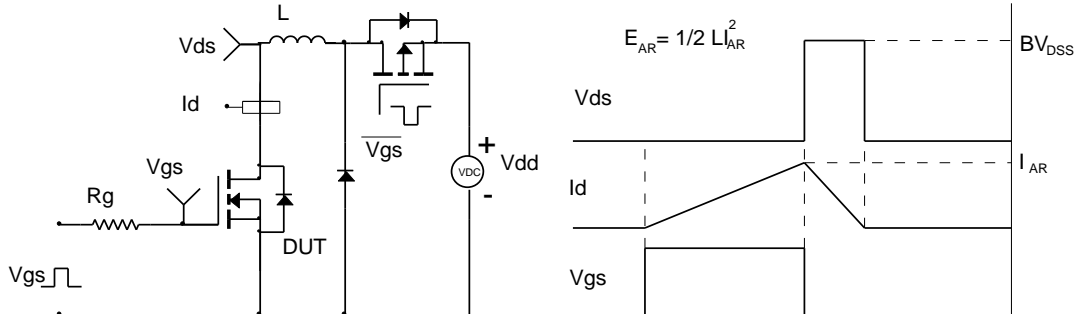 L
Vds
Id
Vgs
Rg
Vgs
DUT
Vgs
+
VDC
Vdd
-
E_AR = 1/2 LI_AR^2
Vds
BV_DSS
Id
I_AR
Vgs